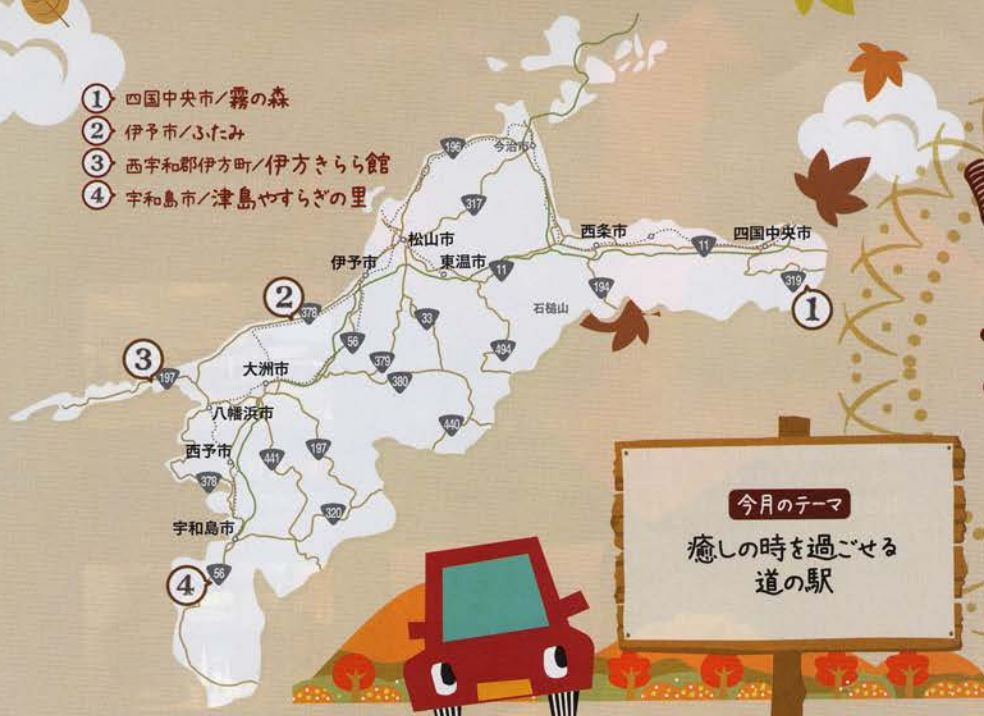 1 四国中央市/霧の森
2 伊予市/ふたみ
3 西宇和郡伊方町/伊方きらら館
4 宇和島市/津島やすらぎの里
196
今治市
317
松山市
西条市
四国中央市
11
伊予市
東温市
11
319
1
194
石鎚山
2
378
33
56
379
494
3
197
大洲市
380
八幡浜市
440
西予市
441
197
378
320
宇和島市
4
56
今月のテーマ
癒しの時を過ごせる
道の駅